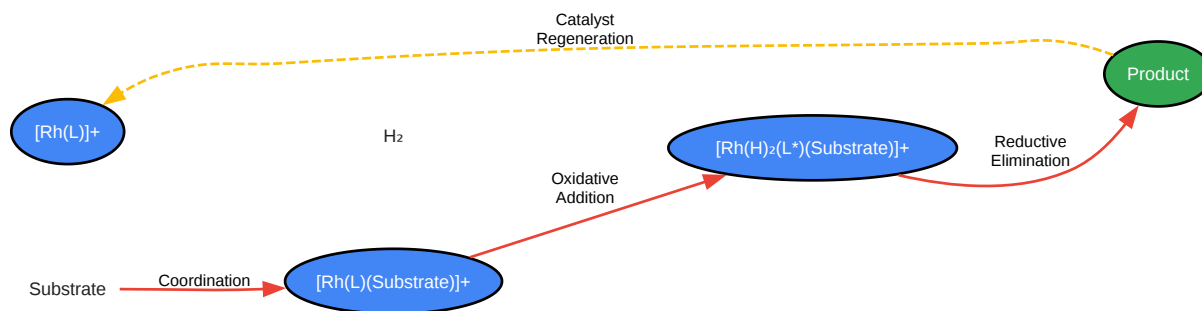 Catalyst
Regeneration
Product
[Rh(L)]+
H₂
[Rh(H)₂(L*)(Substrate)]+
Reductive
Elimination
Oxidative
Addition
Substrate
Coordination
[Rh(L)(Substrate)]+